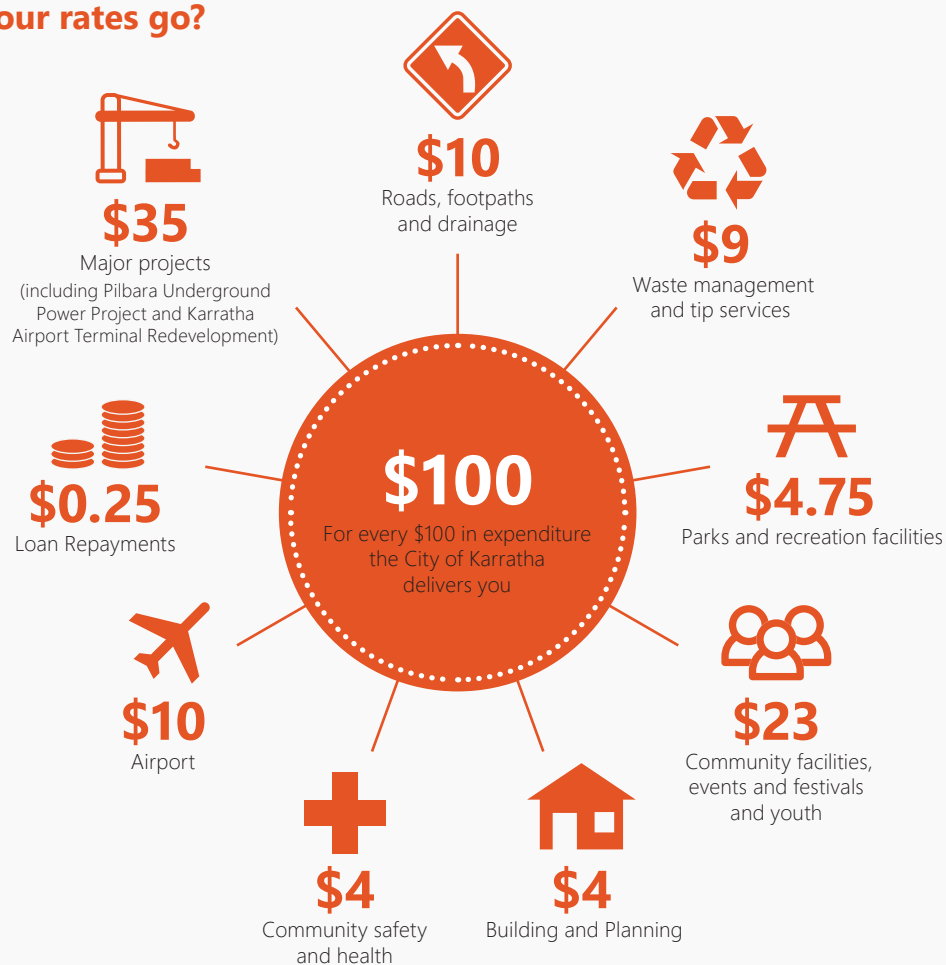 our rates go?
$10
Roads, footpaths
and drainage
$35
Major projects
(including Pilbara Underground
Power Project and Karratha
Airport Terminal Redevelopment)
$9
Waste management
and tip services
$0.25
Loan Repayments
$100
For every $100 in expenditure
the City of Karratha
delivers you
$4.75
Parks and recreation facilities
$10
Airport
$23
Community facilities,
events and festivals
and youth
$4
Community safety
and health
$4
Building and Planning